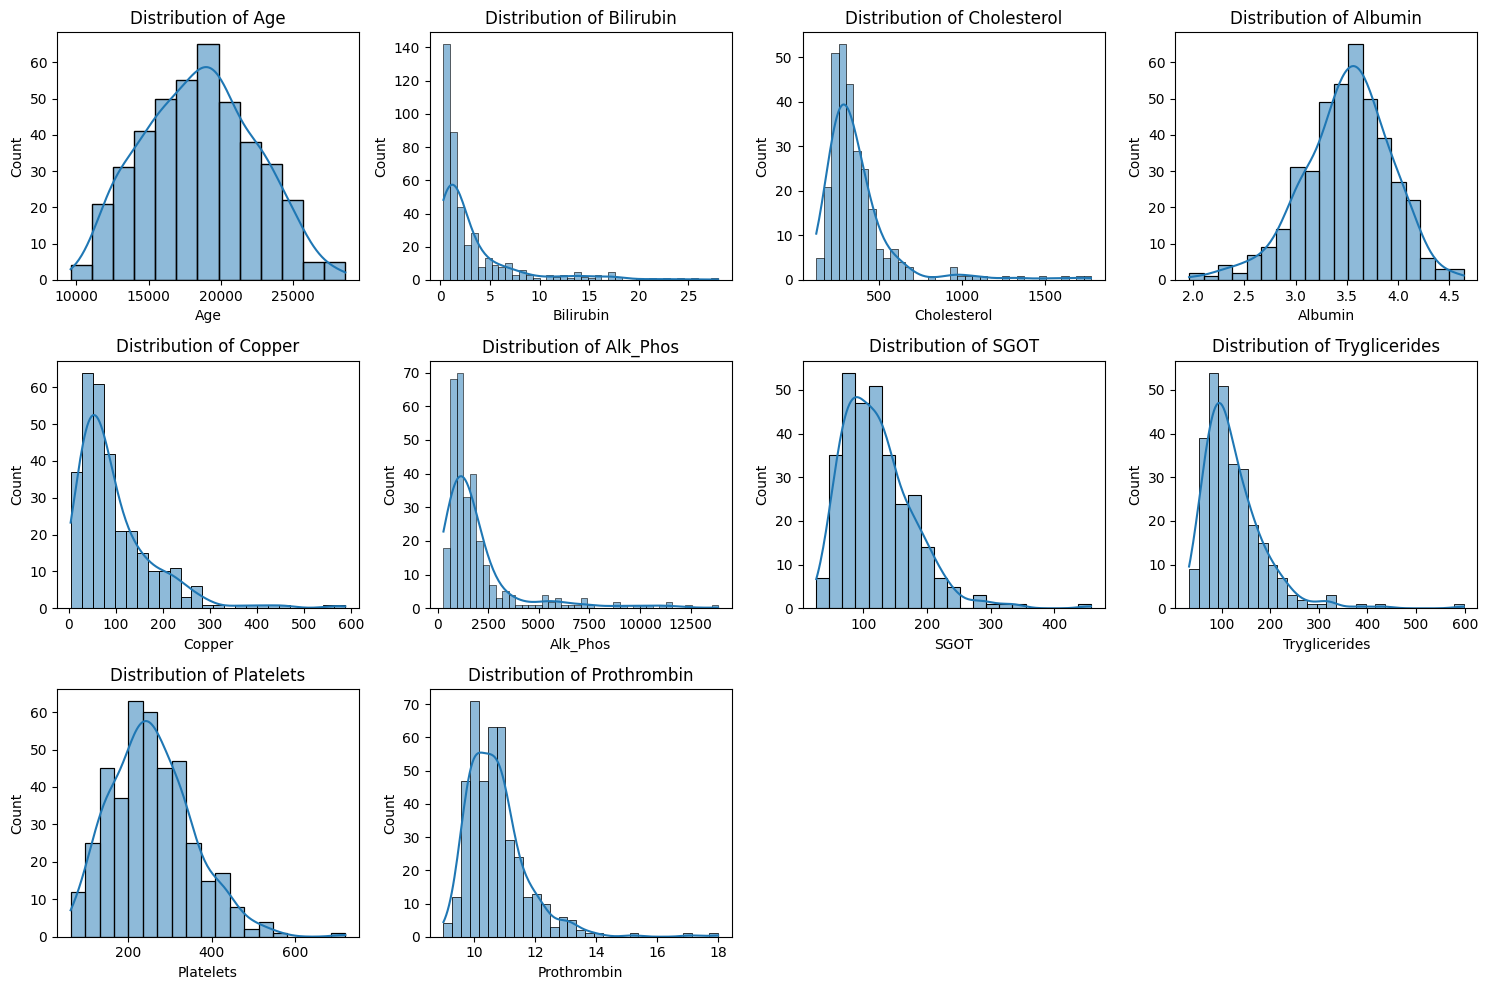 Distribution of Age
Distribution of Bilirubin
Distribution of Cholesterol
Distribution of Albumin
Count
60
50
40
30
20
10
0
10000 15000 20000 25000
Age
Count
140
120
100
80
60
40
20
0
0 5 10 15 20 25
Bilirubin
Count
50
40
30
20
10
0
500 1000 1500
Cholesterol
Count
60
50
40
30
20
10
0
2.0 2.5 3.0 3.5 4.0 4.5
Albumin
Distribution of Copper
Distribution of Alk_Phos
Distribution of SGOT
Distribution of Tryglicerides
Count
60
50
40
30
20
10
0
0 100 200 300 400 500 600
Copper
Count
70
60
50
40
30
20
10
0
0 2500 5000 7500 10000 12500
Alk_Phos
Count
50
40
30
20
10
0
100 200 300 400
SGOT
Count
50
40
30
20
10
0
100 200 300 400 500 600
Tryglicerides
Distribution of Platelets
Distribution of Prothrombin
Count
60
50
40
30
20
10
0
200 400 600
Platelets
Count
70
60
50
40
30
20
10
0
10 12 14 16 18
Prothrombin